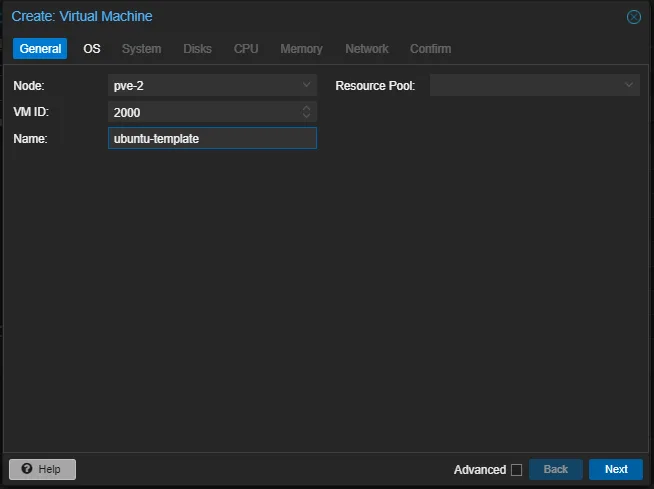 Create: Virtual Machine
General OS System Disks CPU Memory Network Confirm
Node: pve-2 Resource Pool:
VM ID: 2000
Name: ubuntu-template
Help Advanced Back Next